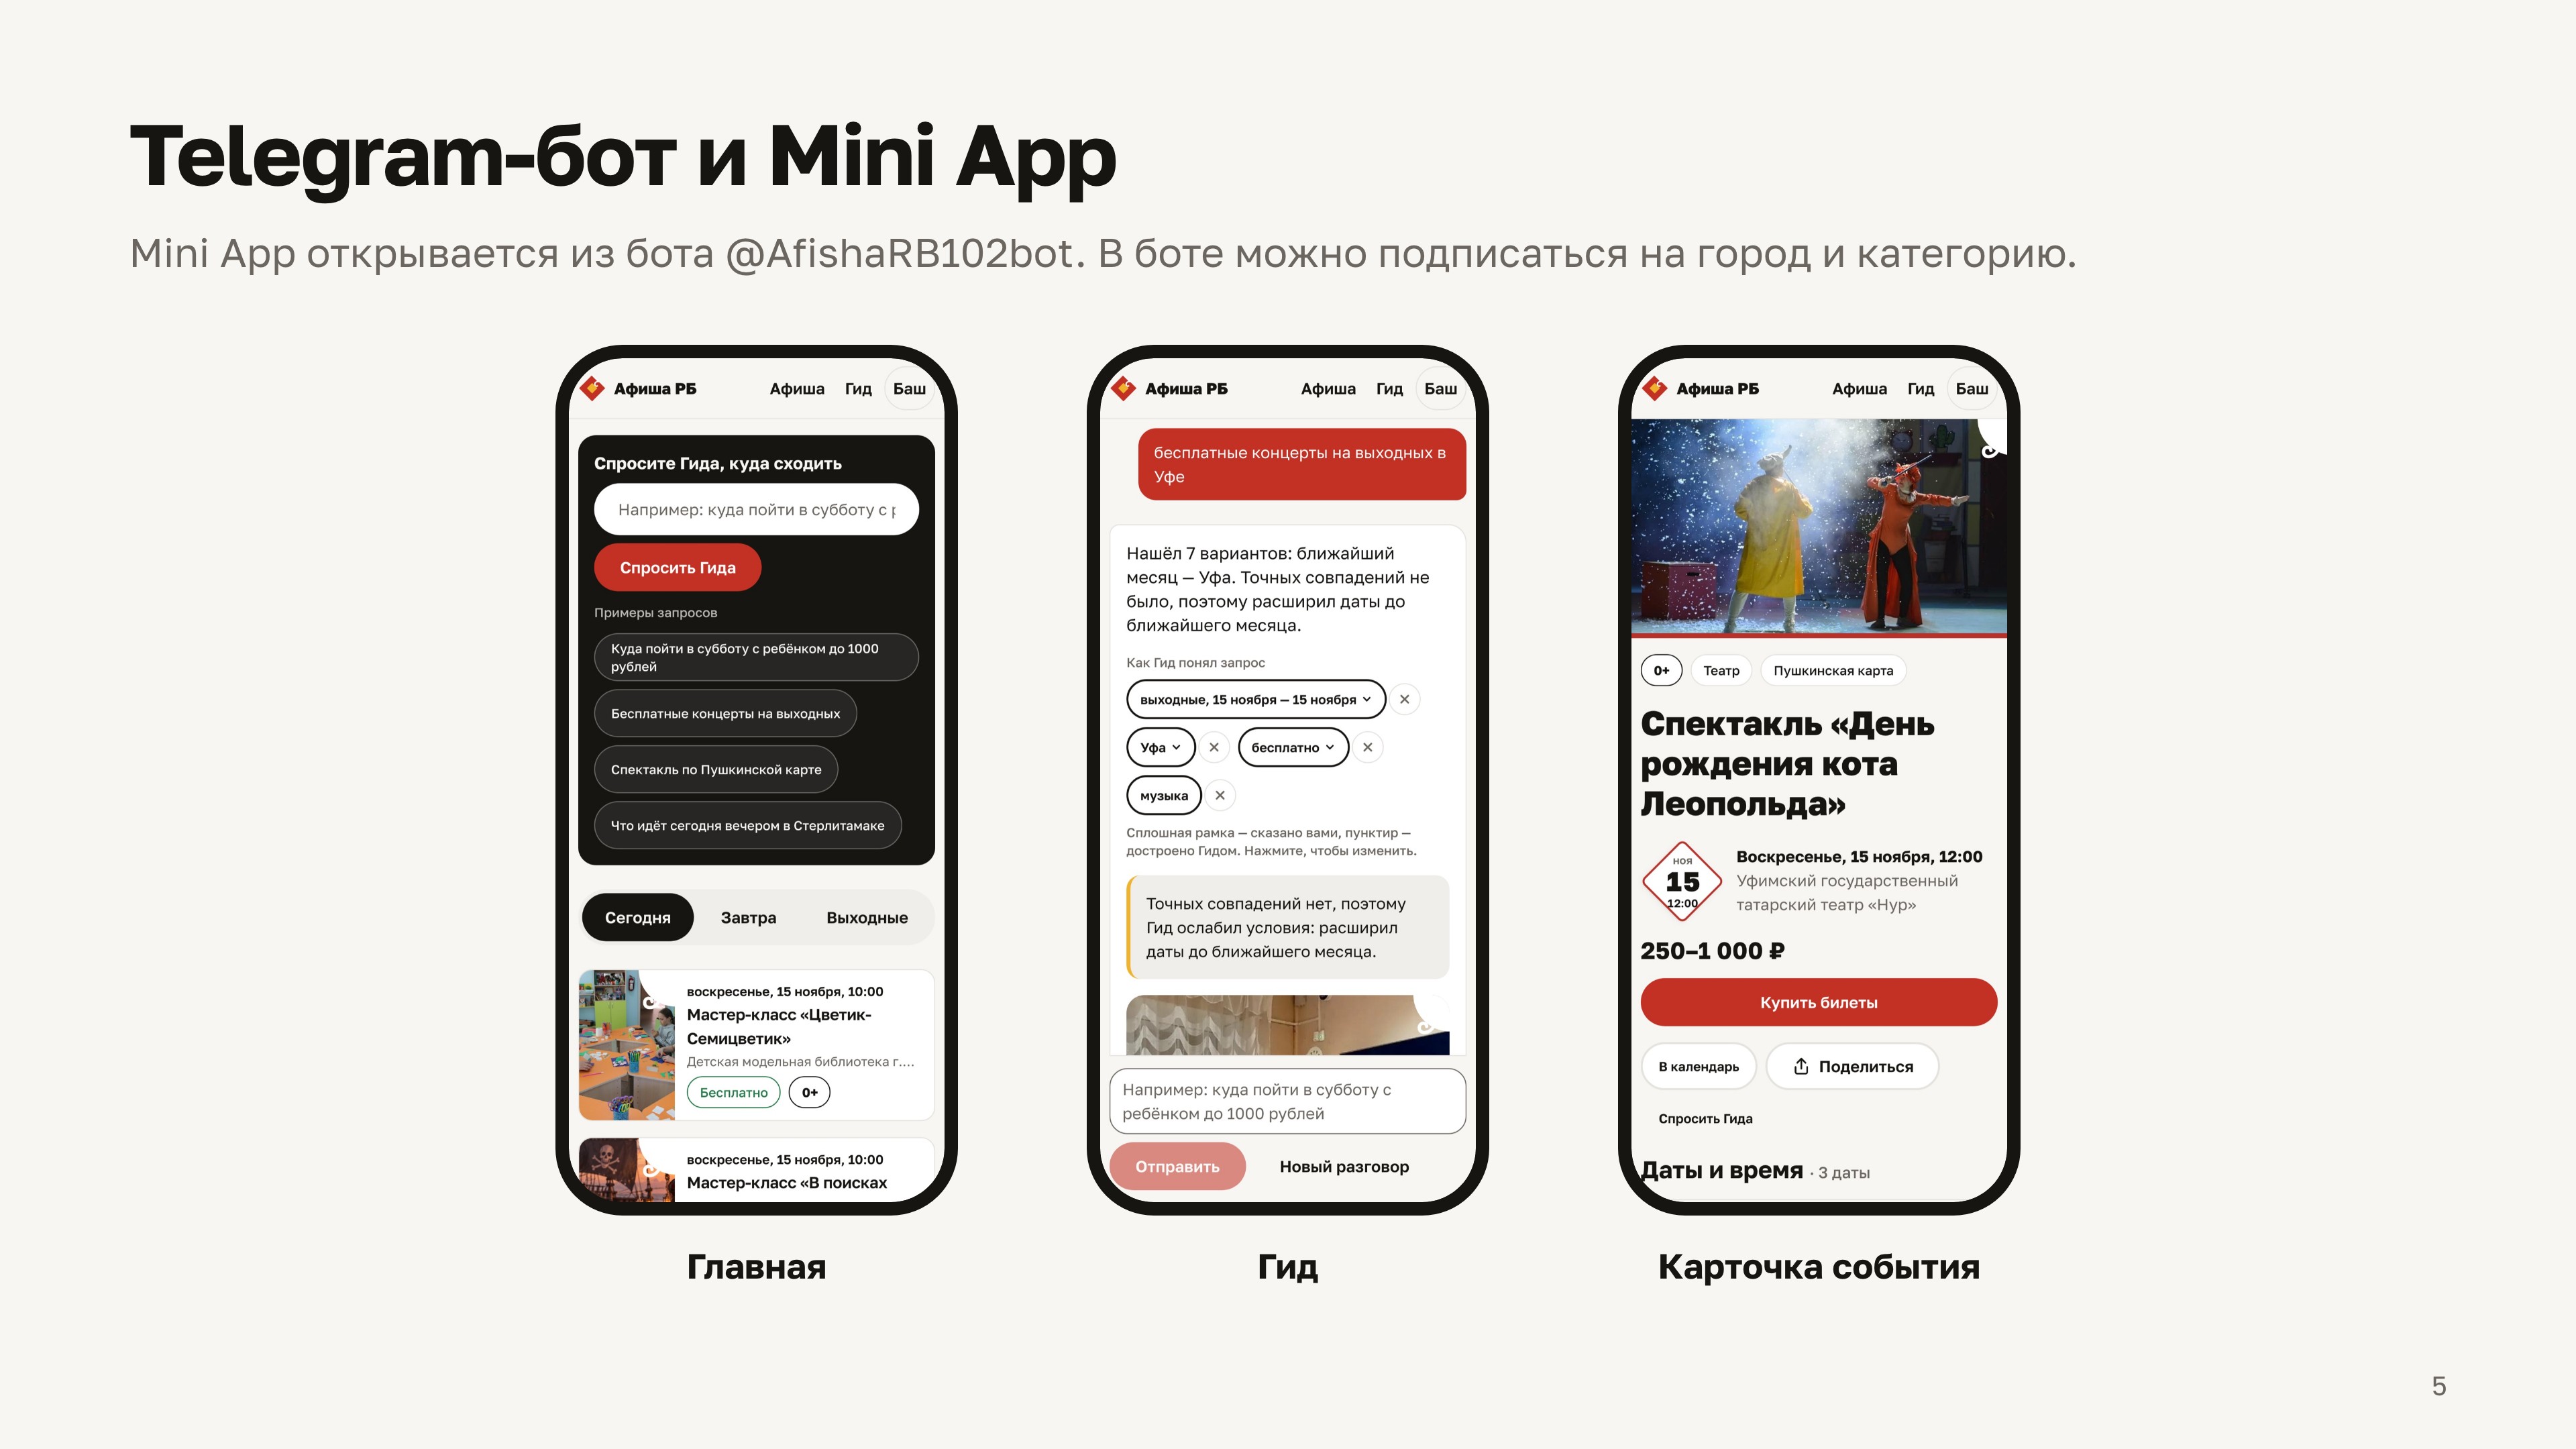 Telegram-бот и Mini App
Mini App открывается из бота @AfishaRB102bot. В боте можно подписаться на город и категорию.
Афиша РБ Афиша Гид Баш
Спросите Гида, куда сходить
Например: куда пойти в субботу с
Спросить Гида
Примеры запросов
Куда пойти в субботу с ребёнком до 1000
рублей
Бесплатные концерты на выходных
Спектакль по Пушкинской карте
Что идёт сегодня вечером в Стерлитамаке
Сегодня Завтра Выходные
воскресенье, 15 ноября, 10:00
Мастер-класс «Цветик-
Семицветик»
Детская модельная библиотека г....
Бесплатно 0+
воскресенье, 15 ноября, 10:00
Мастер-класс «В поисках
Главная
Афиша РБ Афиша Гид Баш
бесплатные концерты на выходных в
Уфе
Нашёл 7 вариантов: ближайший
месяц — Уфа. Точных совпадений не
было, поэтому расширил даты до
ближайшего месяца.
Как Гид понял запрос
выходные, 15 ноября — 15 ноября
Уфа бесплатно
музыка
Сплошная рамка — сказано вами, пунктир —
достроено Гидом. Нажмите, чтобы изменить.
Точных совпадений нет, поэтому
Гид ослабил условия: расширил
даты до ближайшего месяца.
Например: куда пойти в субботу с
ребёнком до 1000 рублей
Отправить Новый разговор
Гид
Афиша РБ Афиша Гид Баш
0+ Театр Пушкинская карта
Спектакль «День
рождения кота
Леопольда»
ноя
15
12:00
Воскресенье, 15 ноября, 12:00
Уфимский государственный
татарский театр «Нур»
250–1 000 ₽
Купить билеты
В календарь Поделиться
Спросить Гида
Даты и время · 3 даты
Карточка события
5